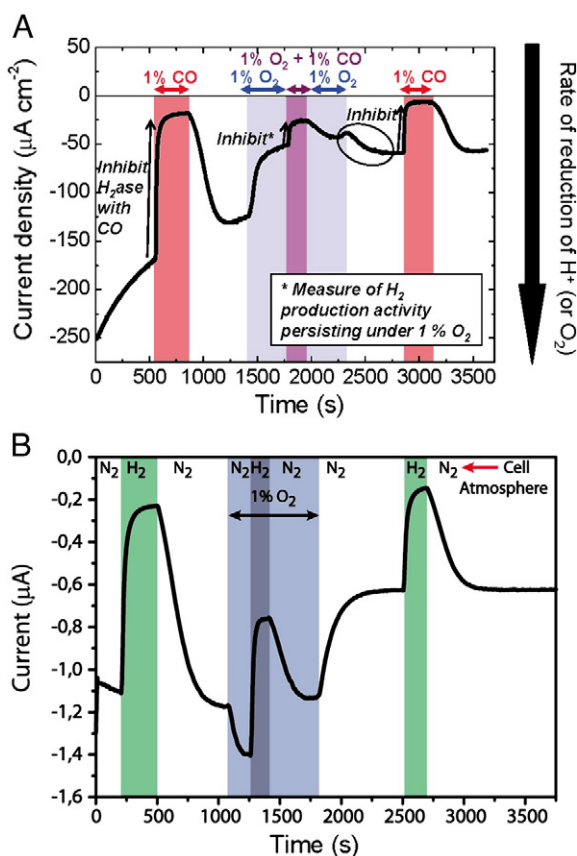 A
1% O₂ + 1% CO
1% CO
1% O₂
1% O₂
1% CO
50
0
-50
-100
-150
-200
-250
Current density (μA cm⁻²)
Inhibit
H₂ase
with
CO
Inhibit*
Inhibit
* Measure of H₂
production activity
persisting under 1 % O₂
0
500
1000
1500
2000
2500
3000
3500
Time (s)
Rate of reduction of H⁺ (or O₂)
B
N₂
H₂
N₂
N₂
H₂
N₂
N₂
H₂
N₂
Cell
Atmosphere
1% O₂
0,0
-0,2
-0,4
-0,6
-0,8
-1,0
-1,2
-1,4
-1,6
Current (μA)
0
500
1000
1500
2000
2500
3000
3750
Time (s)